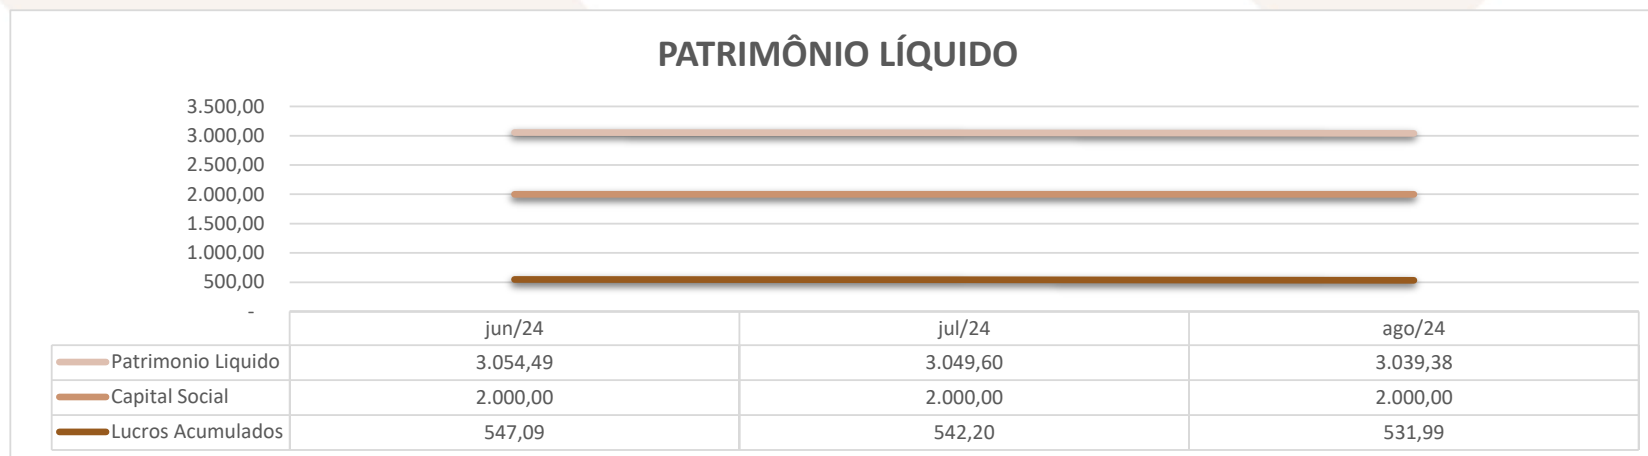 PATRIMÔNIO LÍQUIDO
3.500,00
3.000,00
2.500,00
2.000,00
1.500,00
1.000,00
500,00
-
jun/24 jul/24 ago/24
Patrimonio Liquido 3.054,49 3.049,60 3.039,38
Capital Social 2.000,00 2.000,00 2.000,00
Lucros Acumulados 547,09 542,20 531,99